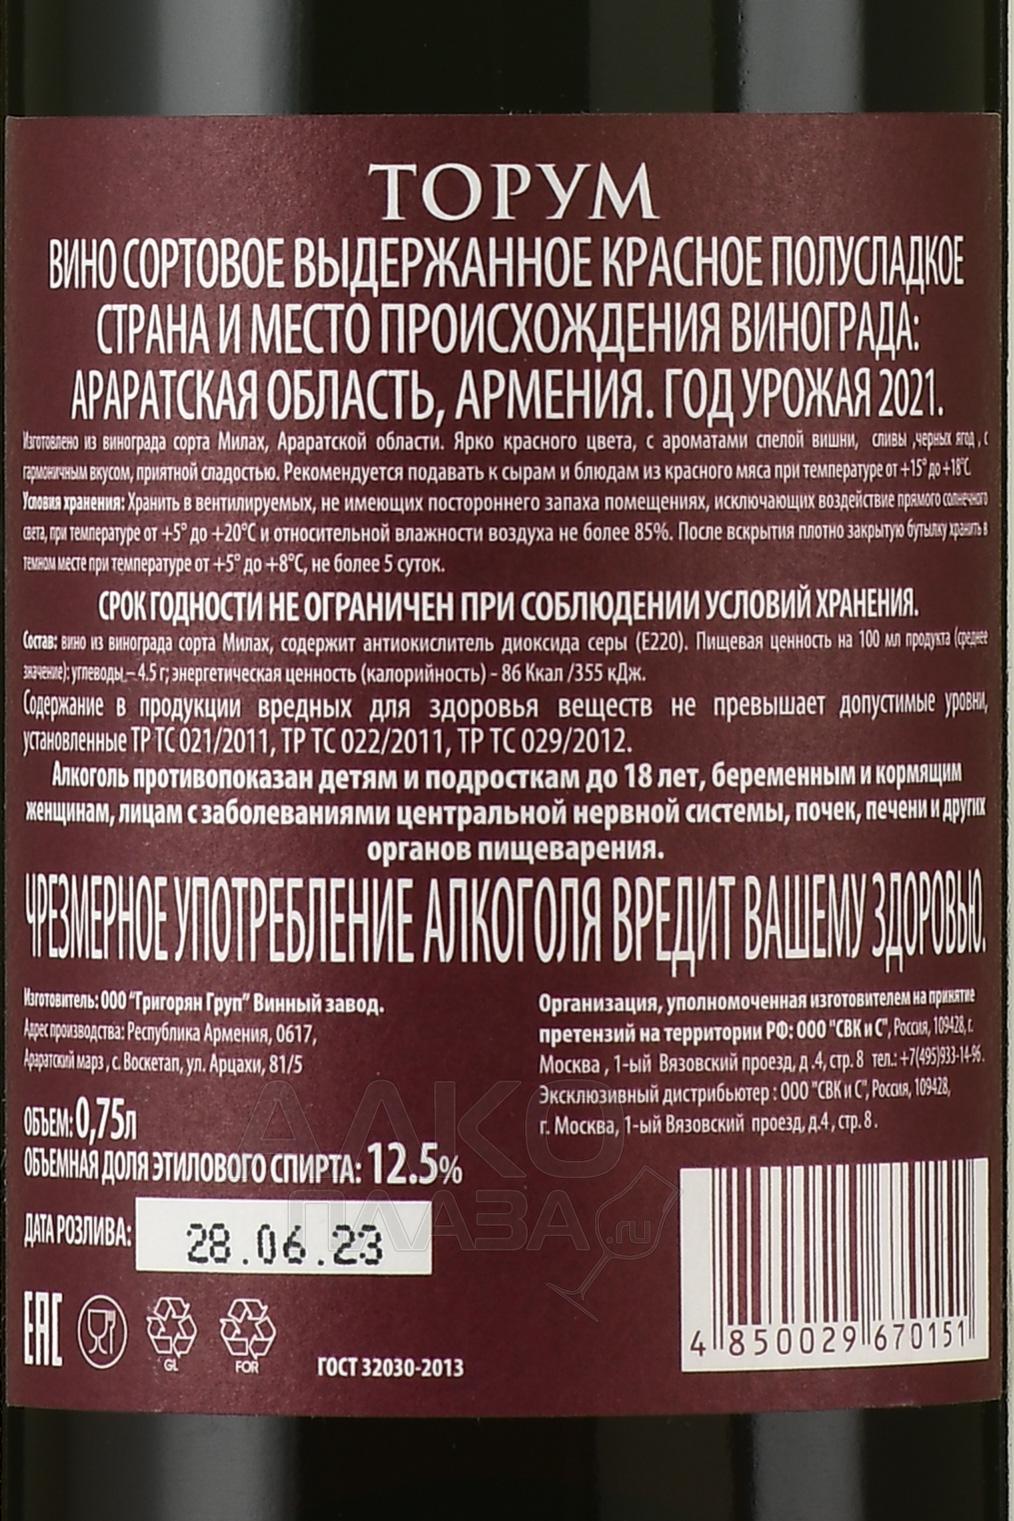 ТОРУМ
ВИНО СОРТОВОЕ ВЫДЕРЖАННОЕ КРАСНОЕ ПОЛУСЛАДКОЕ
СТРАНА И МЕСТО ПРОИСХОЖДЕНИЯ ВИНОГРАДА:
АРАРАТСКАЯ ОБЛАСТЬ, АРМЕНИЯ. ГОД УРОЖАЯ 2021.
Изготовлено из винограда сорта Милах, Араратской области. Ярко красного цвета, с ароматами спелой вишни, сливы ,черных ягод , с
гармоничным вкусом, приятной сладостью. Рекомендуется подавать к сырам и блюдам из красного мяса при температуре от +15° до +18°С.
Условия хранения: Хранить в вентилируемых, не имеющих постороннего запаха помещениях, исключающих воздействие прямого солнечного
света, при температуре от +5° до +20°С и относительной влажности воздуха не более 85%. После вскрытия плотно закрытую бутылку хранить в
темном месте при температуре от +5° до +8°С, не более 5 суток.
СРОК ГОДНОСТИ НЕ ОГРАНИЧЕН ПРИ СОБЛЮДЕНИИ УСЛОВИЙ ХРАНЕНИЯ.
Состав: вино из винограда сорта Милах, содержит антиокислитель диоксида серы (Е220). Пищевая ценность на 100 мл продукта (среднее
значение): углеводы – 4.5 г; энергетическая ценность (калорийность) - 86 Ккал /355 кДж.
Содержание в продукции вредных для здоровья веществ не превышает допустимые уровни,
установленные ТР ТС 021/2011, ТР ТС 022/2011, ТР ТС 029/2012.
Алкоголь противопоказан детям и подросткам до 18 лет, беременным и кормящим
женщинам, лицам с заболеваниями центральной нервной системы, почек, печени и других
органов пищеварения.
ЧРЕЗМЕРНОЕ УПОТРЕБЛЕНИЕ АЛКОГОЛЯ ВРЕДИТ ВАШЕМУ ЗДОРОВЬЮ.
Изготовитель: ООО "Григорян Груп" Винный завод.
Адрес производства: Республика Армения, 0617,
Араратский марз , с. Воскетап, ул. Арцахи, 81/5
Организация, уполномоченная изготовителем на принятие
претензий на территории РФ: ООО "СВК и С", Россия, 109428, г.
Москва , 1-ый Вязовский проезд, д .4, стр. 8 тел.: +7(495)933-14-96.
Эксклюзивный дистрибьютер : ООО "СВК и С", Россия, 109428,
г. Москва, 1-ый Вязовский проезд, д.4 , стр. 8 .
ОБЪЕМ: 0,75л
ОБЪЕМНАЯ ДОЛЯ ЭТИЛОВОГО СПИРТА: 12.5%
ДАТА РОЗЛИВА: 28.06.23
EAC
GL
FOR
ГОСТ 32030-2013
4 850029 670151
АЛКО
ПЛАЗА.ru